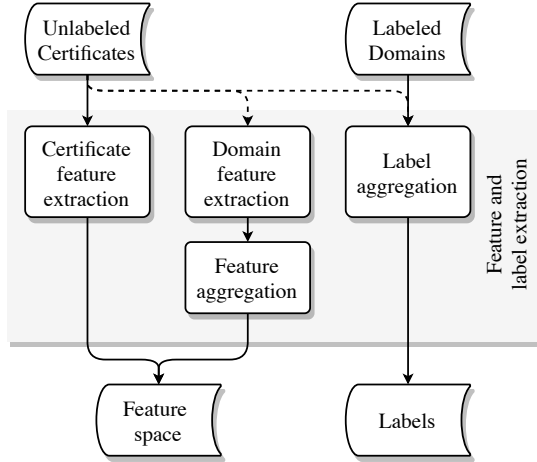 Unlabeled
Certificates
Labeled
Domains
Certificate
feature
extraction
Domain
feature
extraction
Label
aggregation
Feature and
label extraction
Feature
aggregation
Feature
space
Labels